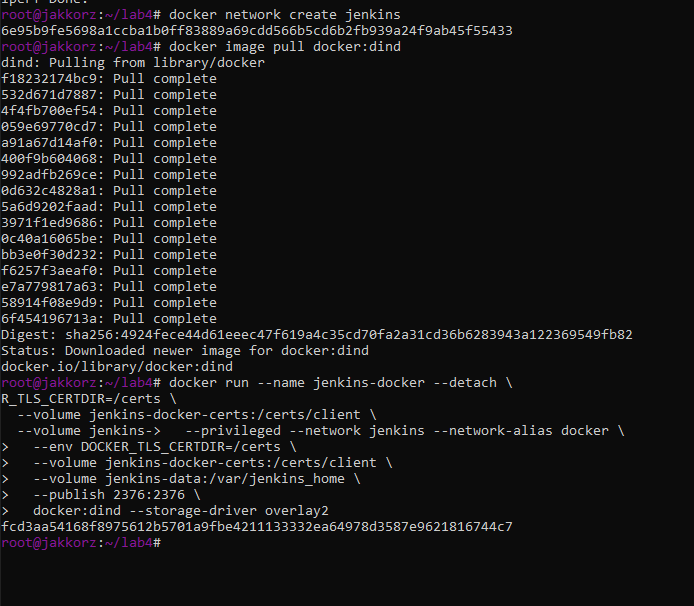 iperf Done.
root@jakkorz:~/lab4# docker network create jenkins
6e95b9fe5698a1ccba1b0ff83889a69cdd566b5cd6b2fb939a24f9ab45f55433
root@jakkorz:~/lab4# docker image pull docker:dind
dind: Pulling from library/docker
f18232174bc9: Pull complete
532d671d7887: Pull complete
4f4fb700ef54: Pull complete
059e69770cd7: Pull complete
a91a67d14af0: Pull complete
400f9b604068: Pull complete
992adfb269ce: Pull complete
0d632c4828a1: Pull complete
5a6d9202faad: Pull complete
3971f1ed9686: Pull complete
0c40a16065be: Pull complete
bb3e0f30d232: Pull complete
f6257f3aeaf0: Pull complete
e7a779817a63: Pull complete
58914f08e9d9: Pull complete
6f454196713a: Pull complete
Digest: sha256:4924fece44d61eeec47f619a4c35cd70fa2a31cd36b6283943a122369549fb82
Status: Downloaded newer image for docker:dind
docker.io/library/docker:dind
root@jakkorz:~/lab4# docker run --name jenkins-docker --detach \
R_TLS_CERTDIR=/certs \
  --volume jenkins-docker-certs:/certs/client \
  --volume jenkins->   --privileged --network jenkins --network-alias docker \
>   --env DOCKER_TLS_CERTDIR=/certs \
>   --volume jenkins-docker-certs:/certs/client \
>   --volume jenkins-data:/var/jenkins_home \
>   --publish 2376:2376 \
>   docker:dind --storage-driver overlay2
fcd3aa54168f8975612b5701a9fbe4211133332ea64978d3587e9621816744c7
root@jakkorz:~/lab4#